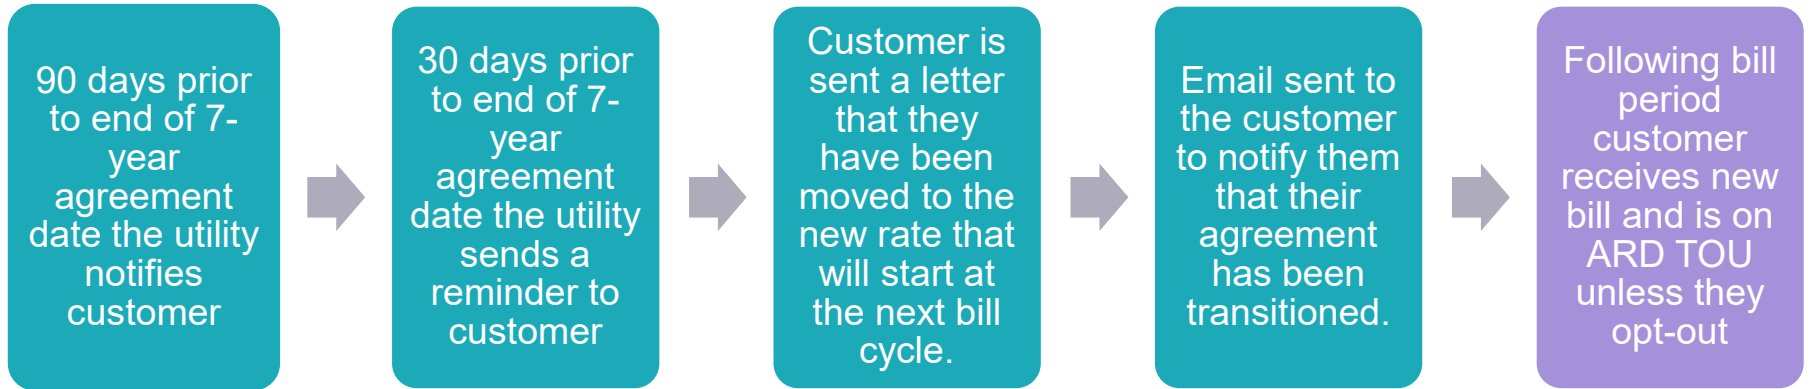 90 days prior
to end of 7-
year
agreement
date the utility
notifies
customer
30 days prior
to end of 7-
year
agreement
date the utility
sends a
reminder to
customer
Customer is
sent a letter
that they
have been
moved to the
new rate that
will start at
the next bill
cycle.
Email sent to
the customer
to notify them
that their
agreement
has been
transitioned.
Following bill
period
customer
receives new
bill and is on
ARD TOU
unless they
opt-out